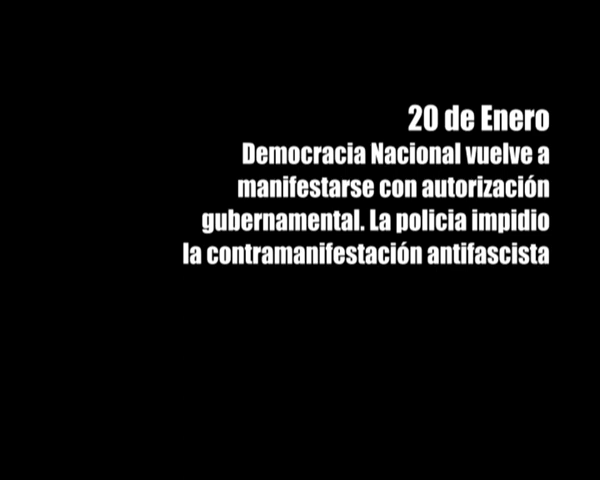 20 de Enero
Democracia Nacional vuelve a
manifestarse con autorización
gubernamental. La policia impidio
la contramanifestación antifascista